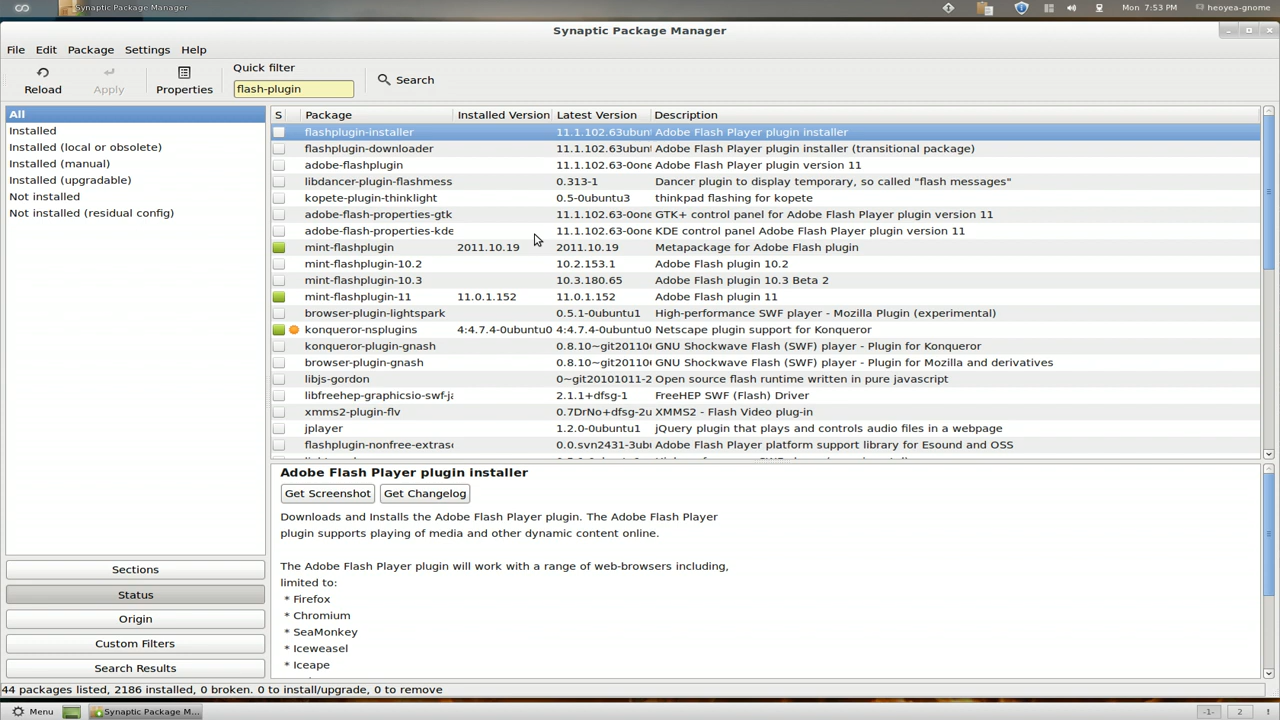 Synaptic Package Manager
Mon, 7:53 PM
heoyea-gnome
Synaptic Package Manager
File Edit Package Settings Help
Reload
Apply
Properties
Quick filter
flash-plugin
Search
All
Installed
Installed (local or obsolete)
Installed (manual)
Installed (upgradable)
Not installed
Not installed (residual config)
Sections
Status
Origin
Custom Filters
Search Results
S Package Installed Version Latest Version Description
flashplugin-installer 11.1.102.63ubun Adobe Flash Player plugin installer
flashplugin-downloader 11.1.102.63ubun Adobe Flash Player plugin installer (transitional package)
adobe-flashplugin 11.1.102.63-0one Adobe Flash Player plugin version 11
libdancer-plugin-flashmess 0.313-1 Dancer plugin to display temporary, so called "flash messages"
kopete-plugin-thinklight 0.5-0ubuntu3 thinkpad flashing for kopete
adobe-flash-properties-gtk 11.1.102.63-0one GTK+ control panel for Adobe Flash Player plugin version 11
adobe-flash-properties-kde 11.1.102.63-0one KDE control panel Adobe Flash Player plugin version 11
mint-flashplugin 2011.10.19 2011.10.19 Metapackage for Adobe Flash plugin
mint-flashplugin-10.2 10.2.153.1 Adobe Flash plugin 10.2
mint-flashplugin-10.3 10.3.180.65 Adobe Flash plugin 10.3 Beta 2
mint-flashplugin-11 11.0.1.152 11.0.1.152 Adobe Flash plugin 11
browser-plugin-lightspark 0.5.1-0ubuntu1 High-performance SWF player - Mozilla Plugin (experimental)
konqueror-nsplugins 4:4.7.4-0ubuntu0 4:4.7.4-0ubuntu0 Netscape plugin support for Konqueror
konqueror-plugin-gnash 0.8.10~git20110 GNU Shockwave Flash (SWF) player - Plugin for Konqueror
browser-plugin-gnash 0.8.10~git20110 GNU Shockwave Flash (SWF) player - Plugin for Mozilla and derivatives
libjs-gordon 0~git20101011-2 Open source flash runtime written in pure javascript
libfreehep-graphicsio-swf-ja 2.1.1+dfsg-1 FreeHEP SWF (Flash) Driver
xmms2-plugin-flv 0.7DrNo+dfsg-2u XMMS2 - Flash Video plug-in
jplayer 1.2.0-0ubuntu1 jQuery plugin that plays and controls audio files in a webpage
flashplugin-nonfree-extraso 0.0.svn2431-3ub Adobe Flash Player platform support library for Esound and OSS
Adobe Flash Player plugin installer
Get Screenshot Get Changelog
Downloads and Installs the Adobe Flash Player plugin. The Adobe Flash Player
plugin supports playing of media and other dynamic content online.
The Adobe Flash Player plugin will work with a range of web-browsers including,
limited to:
* Firefox
* Chromium
* SeaMonkey
* Iceweasel
* Iceape
44 packages listed, 2186 installed, 0 broken. 0 to install/upgrade, 0 to remove
Menu
Synaptic Package M...
-1-
2